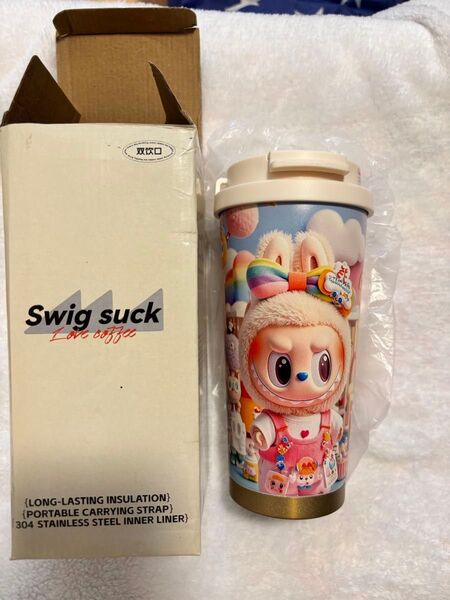 双饮口
Swig suck
Love coffee
{LONG-LASTING INSULATION}
{PORTABLE CARRYING STRAP}
304 STAINLESS STEEL INNER LINER}